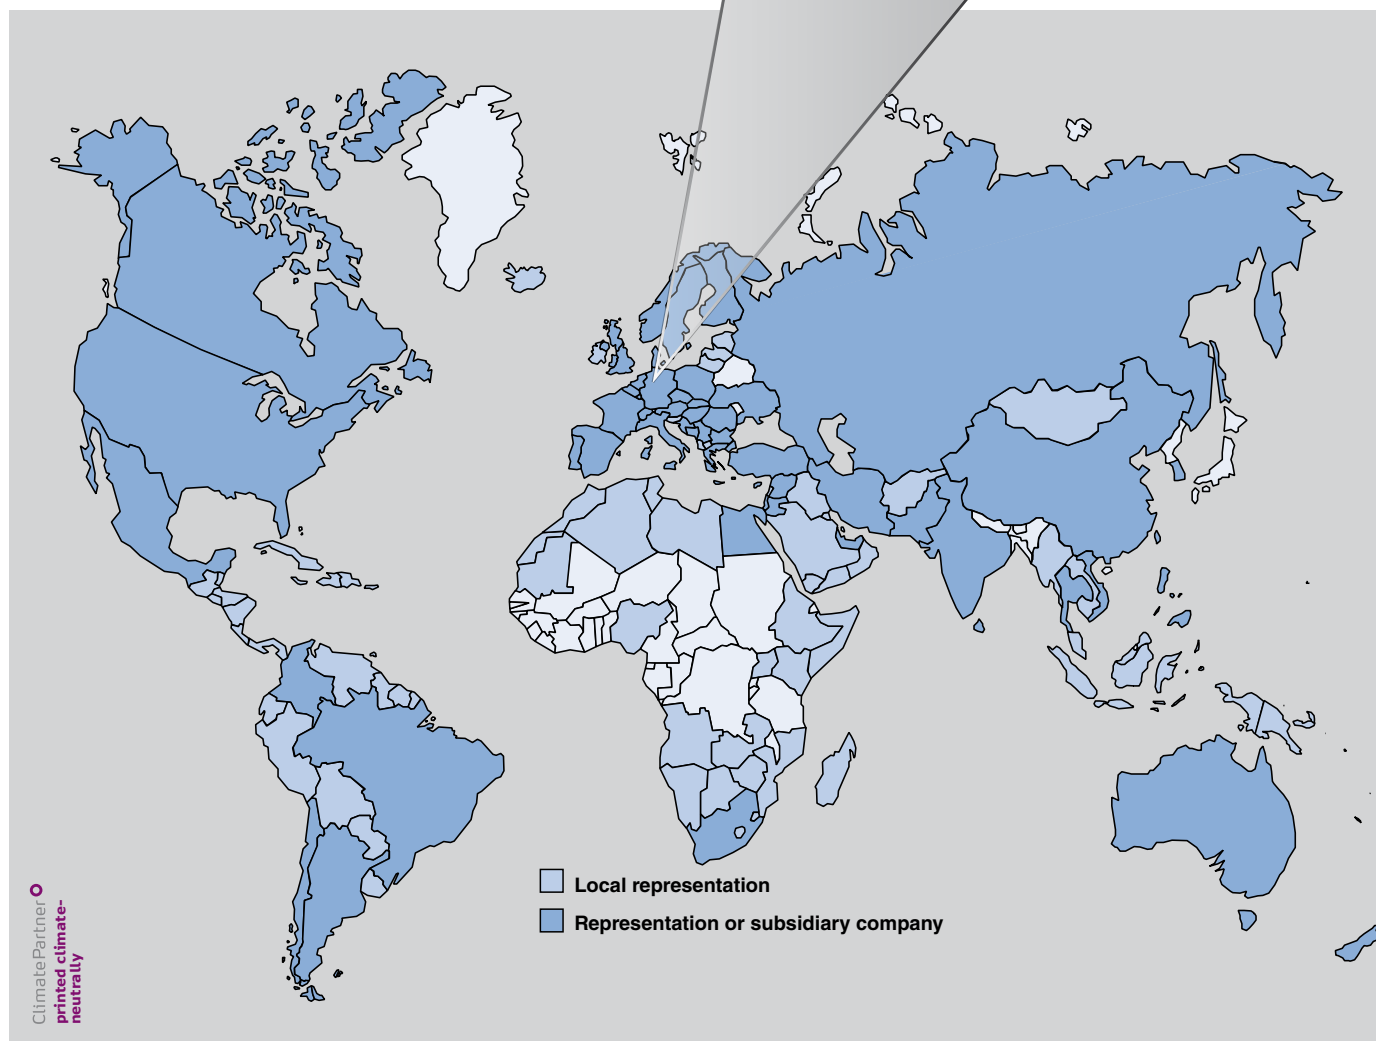 Local representation
Representation or subsidiary company
ClimatePartner
printed climate-
neutrally